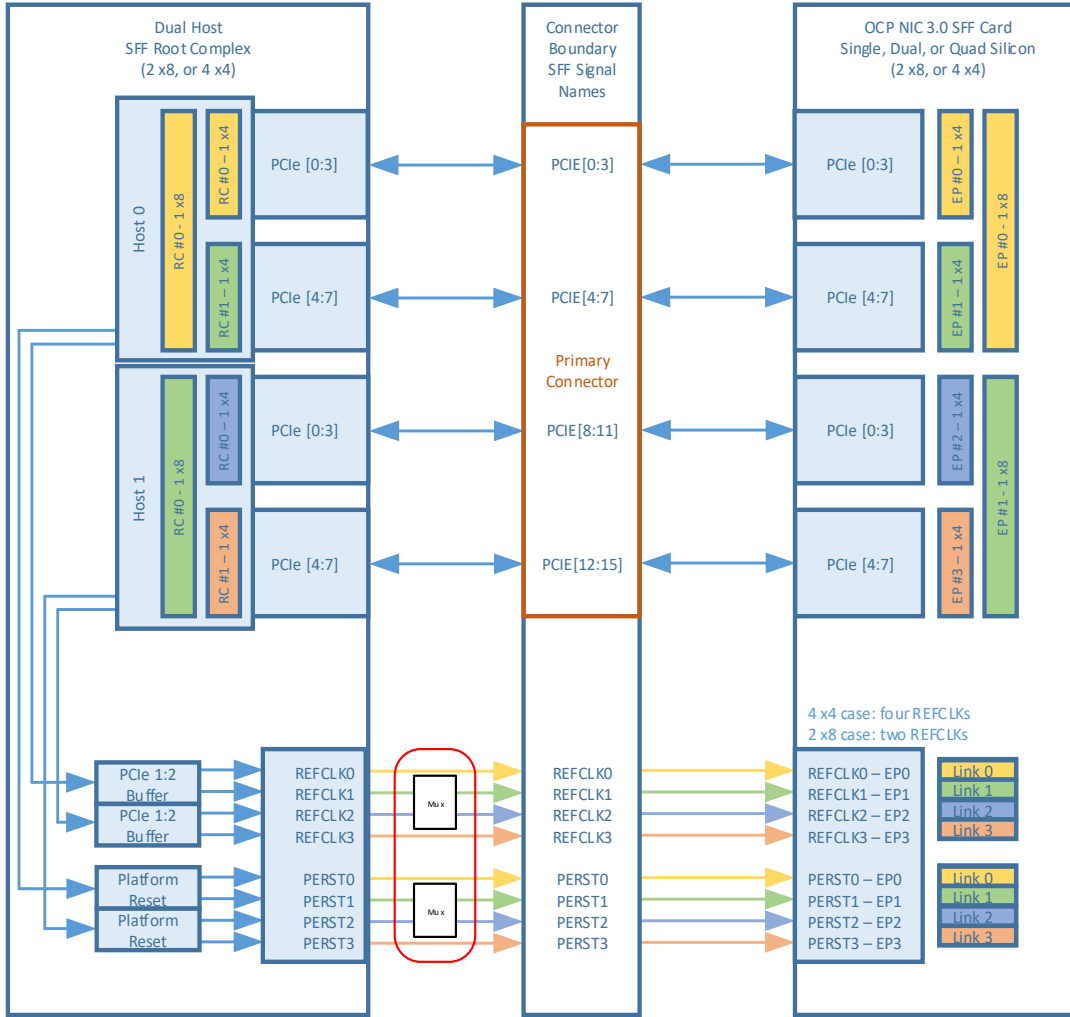 Dual Host
SFF Root Complex
(2 x8, or 4 x4)
Connector
Boundary
SFF Signal
Names
OCP NIC 3.0 SFF Card
Single, Dual, or Quad Silicon
(2 x8, or 4 x4)
Host 0
RC #0 - 1 x8
RC #0 – 1 x4
RC #1 – 1 x4
PCIe [0:3]
PCIe [4:7]
Host 1
RC #0 - 1 x8
RC #0 – 1 x4
RC #1 – 1 x4
PCIe [0:3]
PCIe [4:7]
PCIE[0:3]
PCIE[4:7]
Primary
Connector
PCIE[8:11]
PCIE[12:15]
PCIe [0:3]
PCIe [4:7]
PCIe [0:3]
PCIe [4:7]
EP #0 – 1 x4
EP #1 – 1 x4
EP #0 - 1 x8
EP #2 – 1 x4
EP #3 – 1 x4
EP #1 - 1 x8
4 x4 case: four REFCLKs
2 x8 case: two REFCLKs
PCIe 1:2
Buffer
PCIe 1:2
Buffer
Platform
Reset
Platform
Reset
REFCLK0
REFCLK1
REFCLK2
REFCLK3
PERST0
PERST1
PERST2
PERST3
Mux
Mux
REFCLK0
REFCLK1
REFCLK2
REFCLK3
PERST0
PERST1
PERST2
PERST3
REFCLK0 – EP0
REFCLK1 – EP1
REFCLK2 – EP2
REFCLK3 – EP3
PERST0 – EP0
PERST1 – EP1
PERST2 – EP2
PERST3 – EP3
Link 0
Link 1
Link 2
Link 3
Link 0
Link 1
Link 2
Link 3